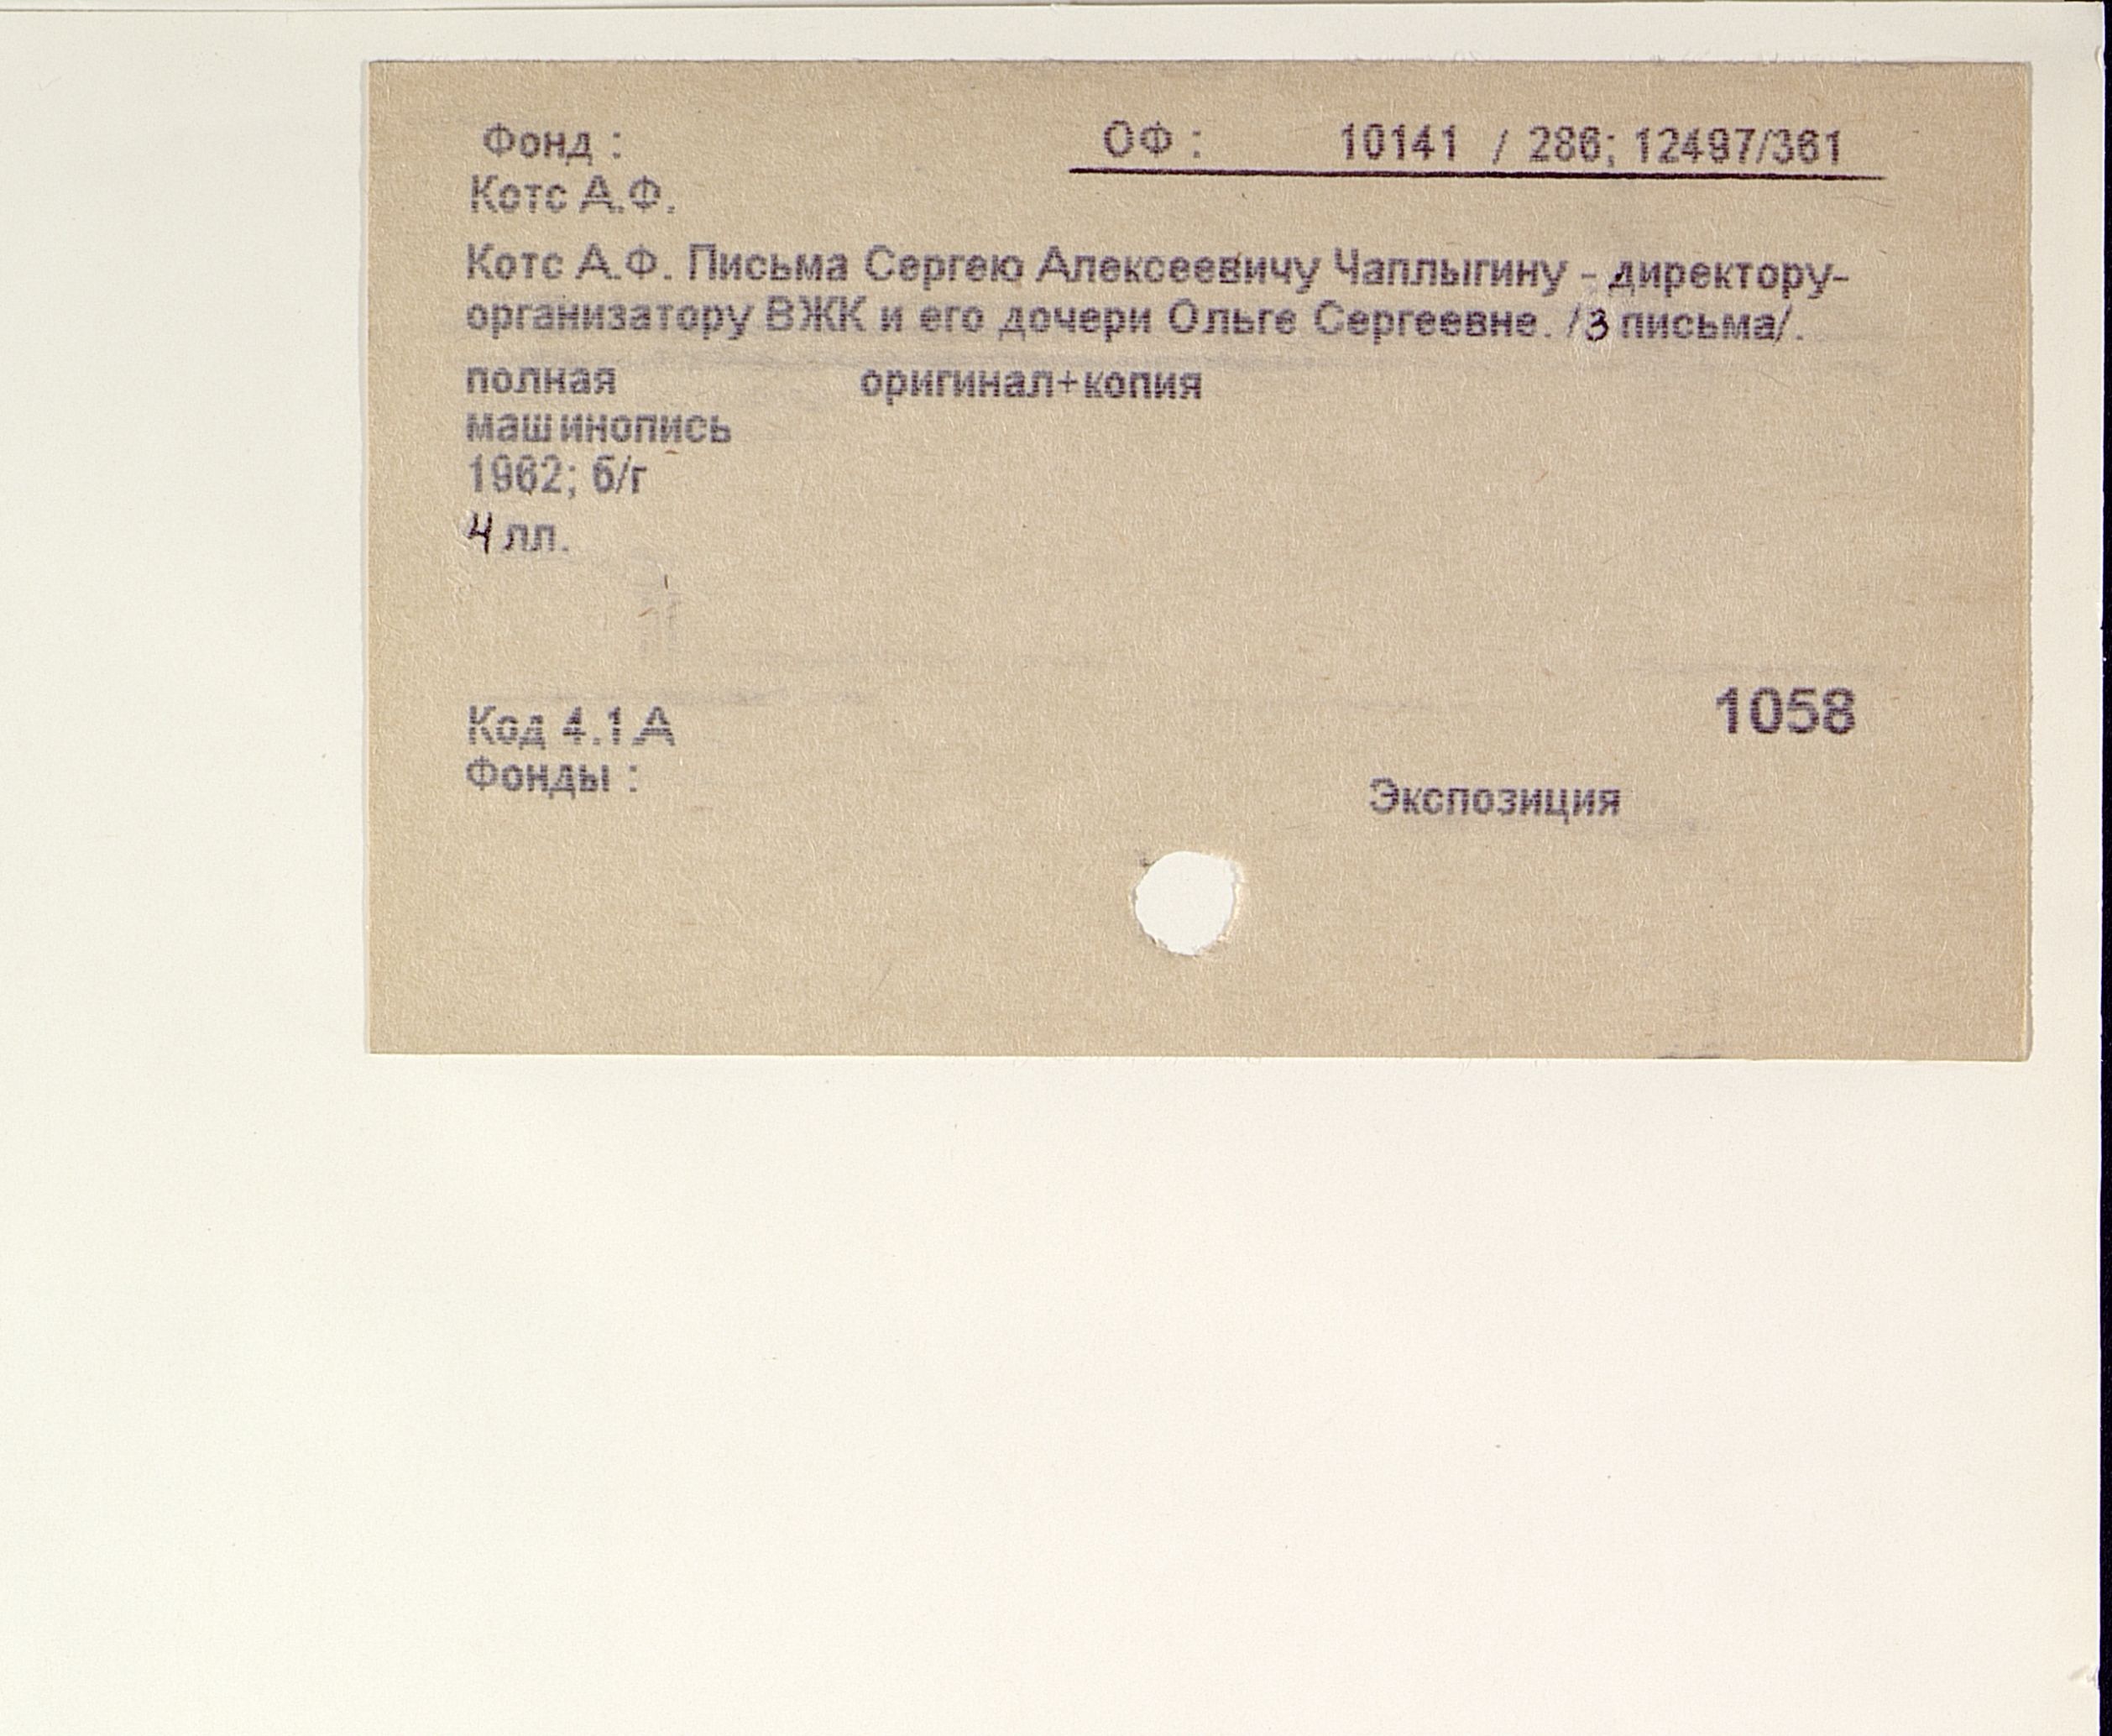 Фонд :
ОФ : 10141 / 286; 12497/361
Котс А.Ф.
Котс А.Ф. Письма Сергею Алексеевичу Чаплыгину - директору-
организатору ВЖК и его дочери Ольге Сергеевне. /3 письма/.
полная оригинал+копия
машинопись
1962; б/г
4 лл.
1058
Код 4.1.А
Фонды :
Экспозиция